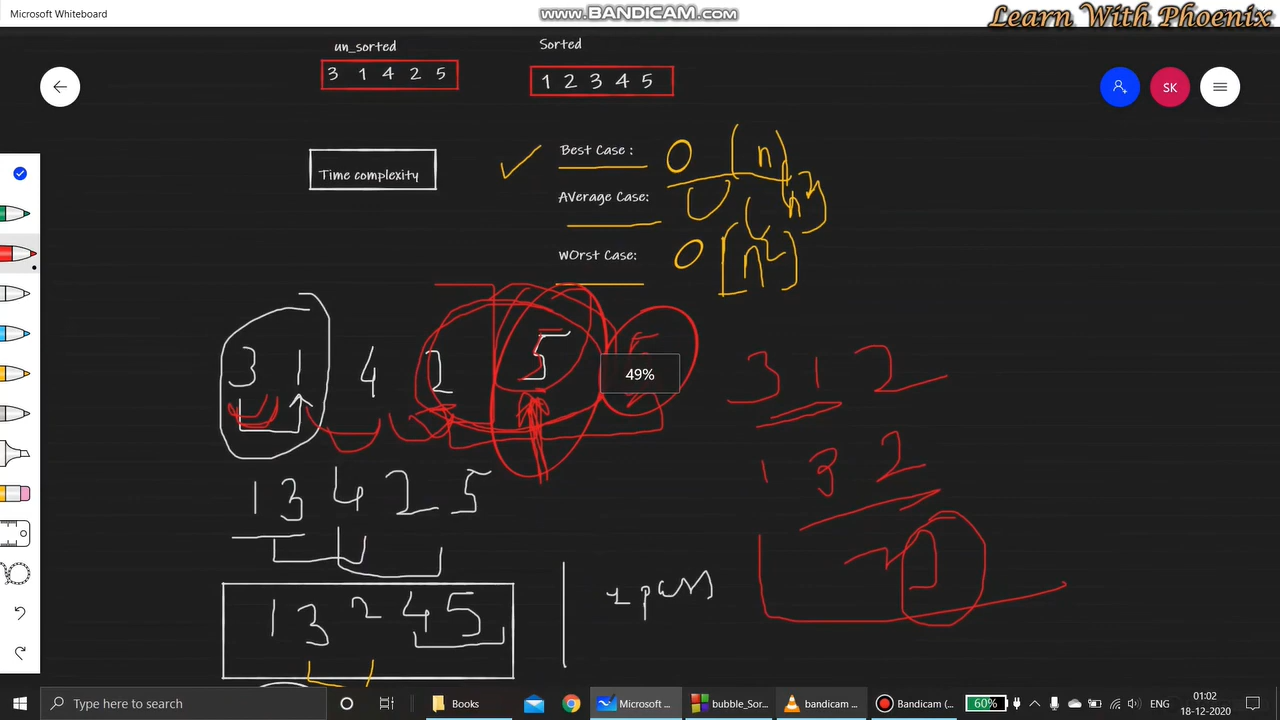 Microsoft Whiteboard
www.BANDICAM.com
Learn With Phoenix
un_sorted
Sorted
3 1 4 2 5
1 2 3 4 5
SK
Time complexity
Best Case : O (n)
AVerage Case: (n²)
WOrst Case: O [n²]
3 1 4 2 5
49%
3 1 2
1 3 2
1 3 4 2 5
1 3 2 4 5
pass
Type here to search
Books
Microsoft ...
bubble_Sor...
bandicam ...
Bandicam (...
60%
ENG
01:02
18-12-2020